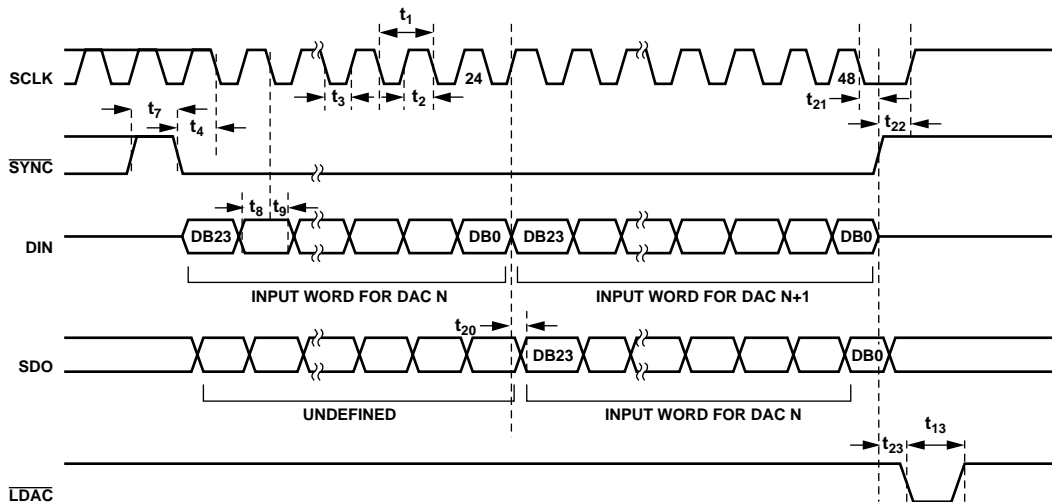 t1
SCLK
24
48
t3
t2
t21
t7
t4
t22
SYNC
t8
t9
DIN
DB23
DB0
DB23
DB0
INPUT WORD FOR DAC N
INPUT WORD FOR DAC N+1
t20
SDO
DB23
DB0
UNDEFINED
INPUT WORD FOR DAC N
t23
t13
LDAC